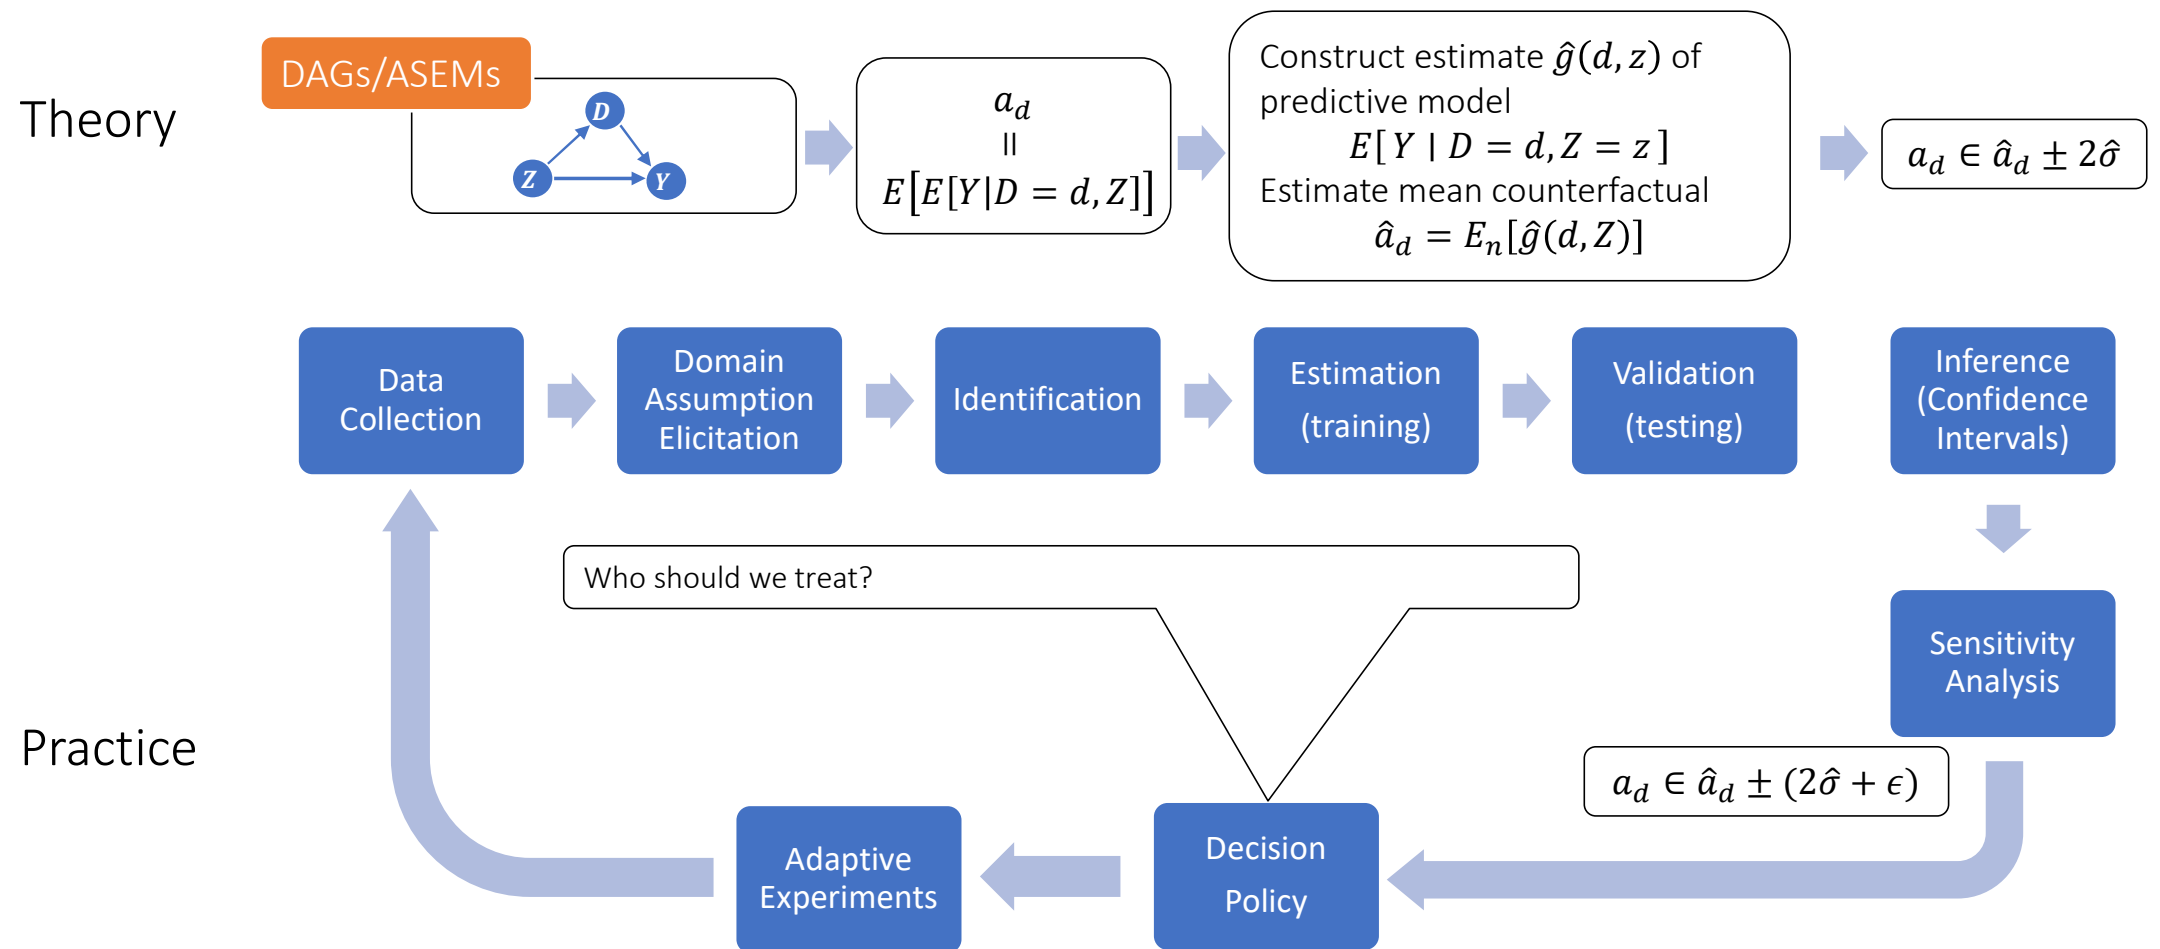 Theory
DAGs/ASEMs
D
Z
Y
a_d
=
E[E[Y|D = d, Z]]
Construct estimate ĝ(d, z) of
predictive model
E[Y | D = d, Z = z]
Estimate mean counterfactual
â_d = E_n[ĝ(d, Z)]
a_d ∈ â_d ± 2σ̂
Data
Collection
Domain
Assumption
Elicitation
Identification
Estimation
(training)
Validation
(testing)
Inference
(Confidence
Intervals)
Who should we treat?
Sensitivity
Analysis
Practice
a_d ∈ â_d ± (2σ̂ + ϵ)
Decision
Policy
Adaptive
Experiments